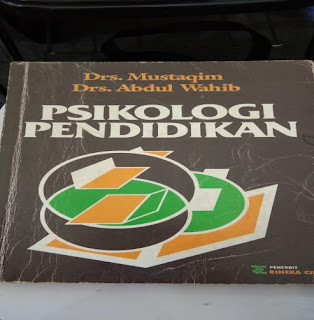 Drs. Mustaqim
Drs. Abdul Wahib
PSIKOLOGI
PENDIDIKAN
PENERBIT
RINEKA